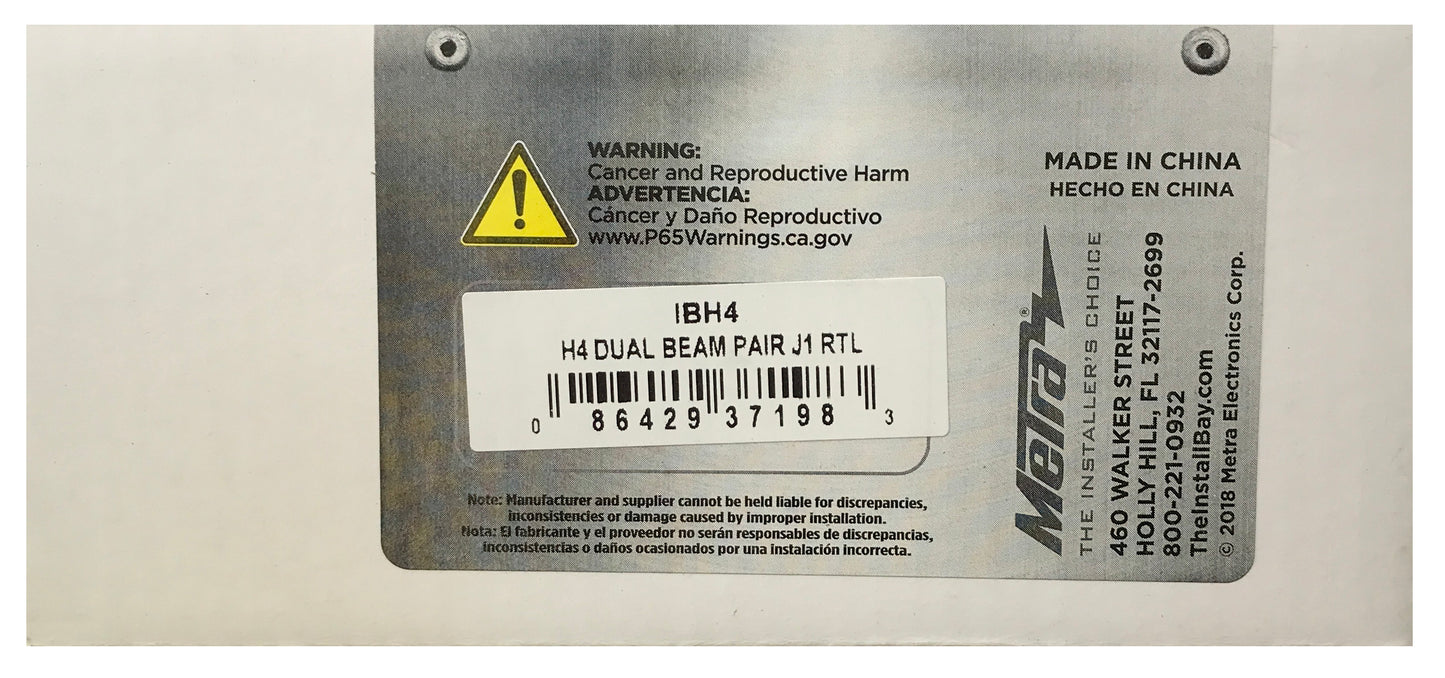 WARNING:
Cancer and Reproductive Harm
ADVERTENCIA:
Cáncer y Daño Reproductivo
www.P65Warnings.ca.gov
IBH4
H4 DUAL BEAM PAIR J1 RTL
0 86429 37198 3
Note: Manufacturer and supplier cannot be held liable for discrepancies,
inconsistencies or damage caused by improper installation.
Nota: El fabricante y el proveedor no serán responsables de discrepancias,
inconsistencias o daños ocasionados por una instalación incorrecta.
MADE IN CHINA
HECHO EN CHINA
Metra®
THE INSTALLER'S CHOICE
460 WALKER STREET
HOLLY HILL, FL 32117-2699
800-221-0932
TheInstallBay.com
© 2018 Metra Electronics Corp.